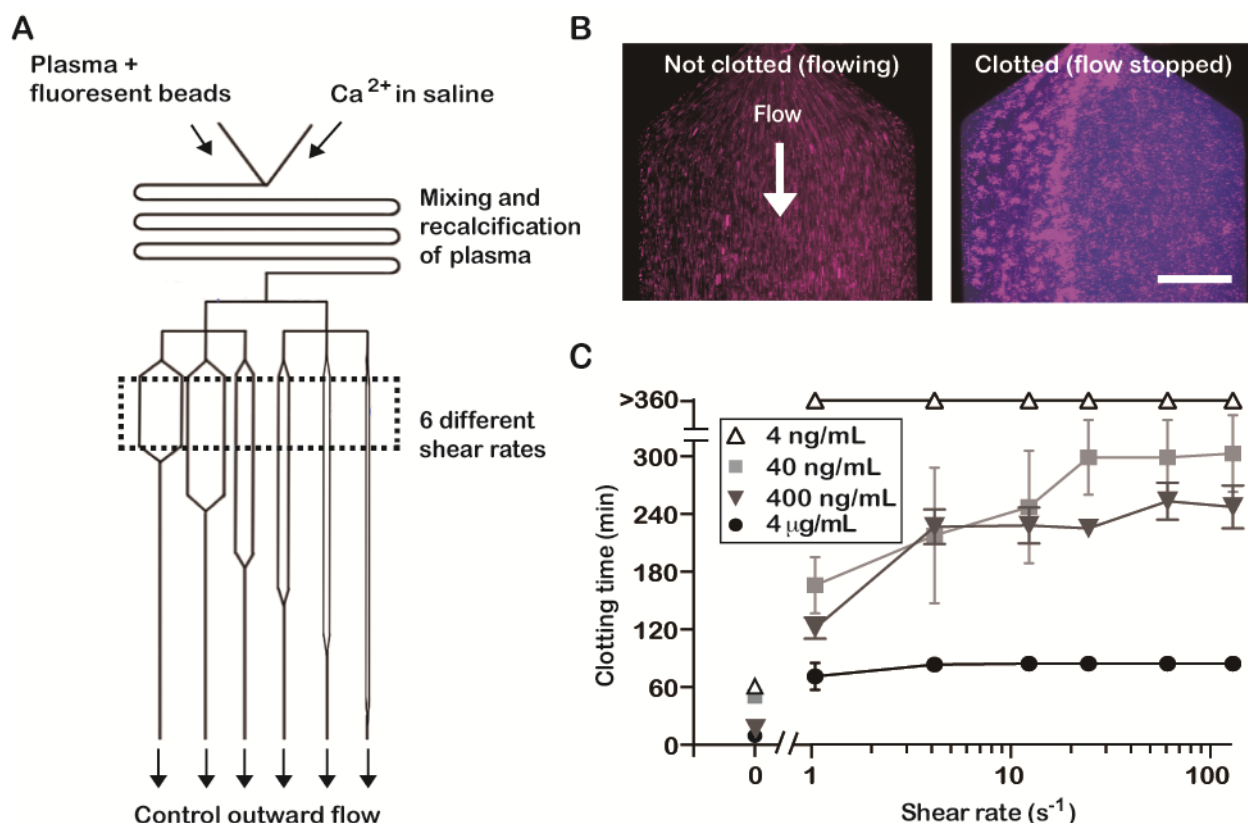 A
Plasma +
fluoresent beads
Ca2+ in saline
Mixing and
recalcification
of plasma
6 different
shear rates
Control outward flow
B
Not clotted (flowing)
Flow
Clotted (flow stopped)
C
Clotting time (min)
>360
300
240
180
120
60
0
4 ng/mL
40 ng/mL
400 ng/mL
4 μg/mL
0 1 10 100
Shear rate (s-1)